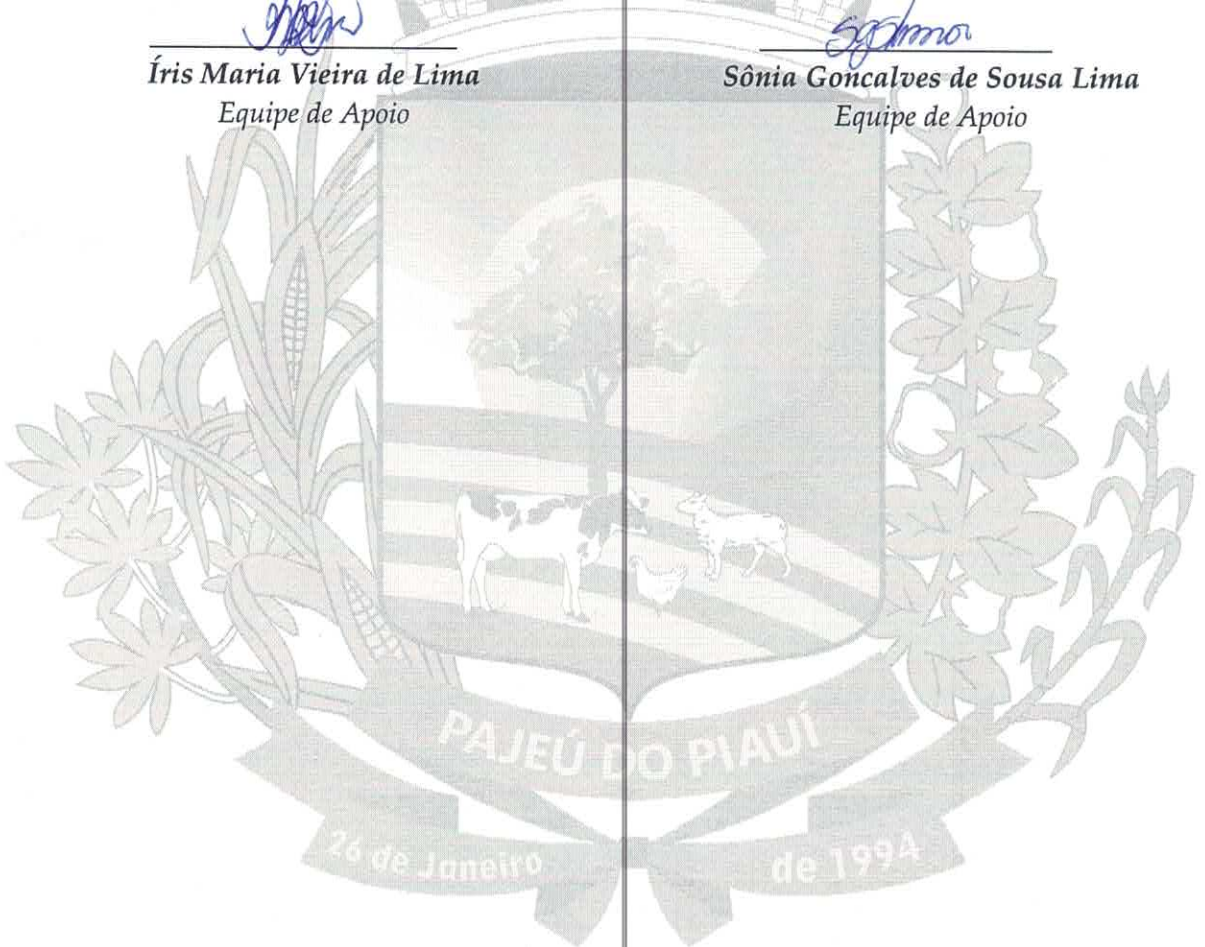 Íris Maria Vieira de Lima
Equipe de Apoio
Sônia Goncalves de Sousa Lima
Equipe de Apoio
PAJEÚ DO PIAUÍ
26 de Janeiro de 1994